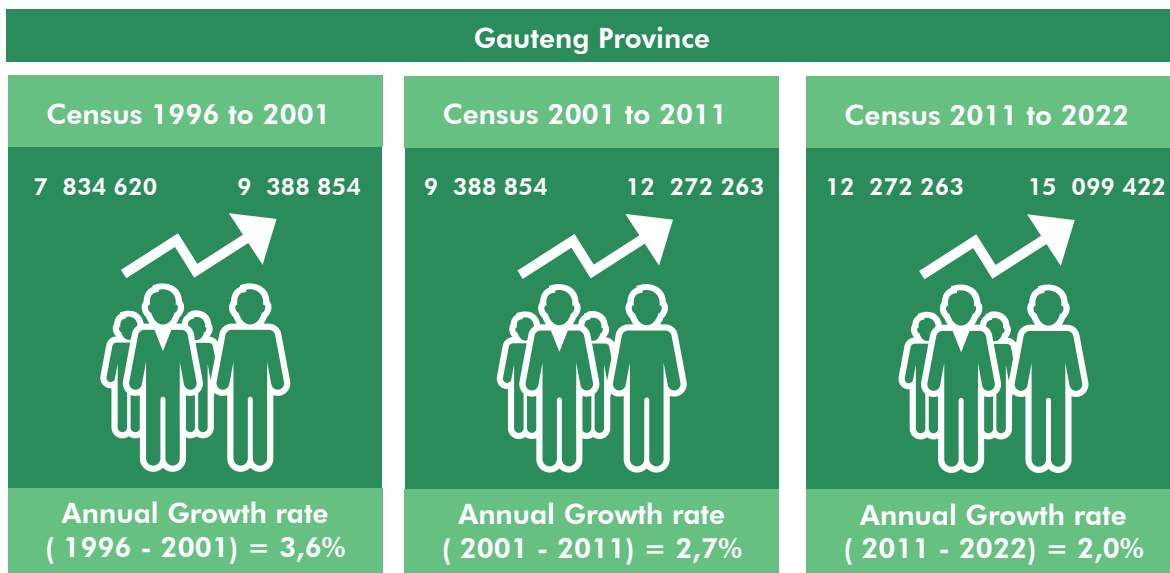 Gauteng Province
Census 1996 to 2001
7 834 620 9 388 854
Annual Growth rate
( 1996 - 2001) = 3,6%
Census 2001 to 2011
9 388 854 12 272 263
Annual Growth rate
( 2001 - 2011) = 2,7%
Census 2011 to 2022
12 272 263 15 099 422
Annual Growth rate
( 2011 - 2022) = 2,0%